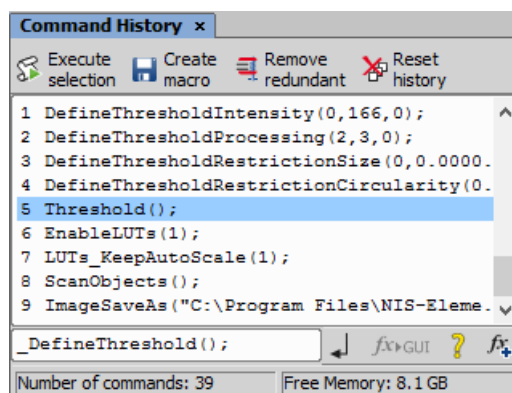 Command History ×
Execute selection
Create macro
Remove redundant
Reset history
1 DefineThresholdIntensity(0,166,0);
2 DefineThresholdProcessing(2,3,0);
3 DefineThresholdRestrictionSize(0,0.0000.
4 DefineThresholdRestrictionCircularity(0.
5 Threshold();
6 EnableLUTs(1);
7 LUTs_KeepAutoScale(1);
8 ScanObjects();
9 ImageSaveAs("C:\Program Files\NIS-Eleme.
_DefineThreshold(); fx▸GUI ? fx+
Number of commands: 39 Free Memory: 8.1 GB